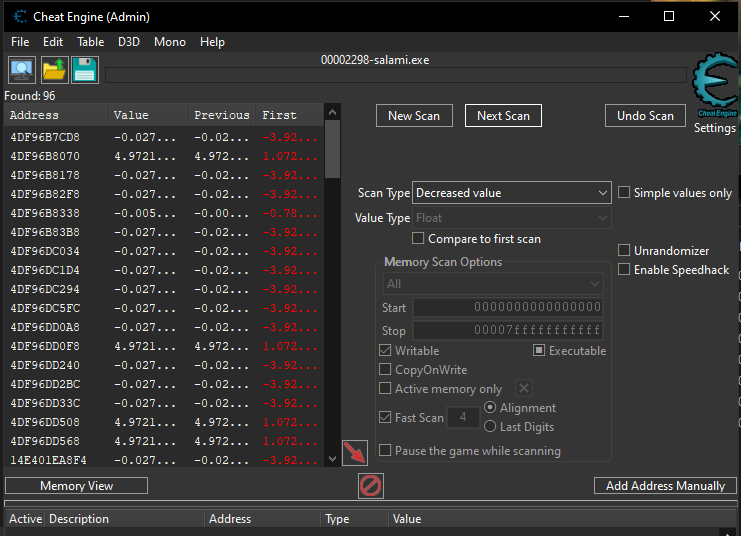 Cheat Engine (Admin)
File Edit Table D3D Mono Help
00002298-salami.exe
Found: 96
Address Value Previous First
4DF96B7CD8 -0.027... -0.02... -3.92...
4DF96B8070 4.9721... 4.972... 1.072...
4DF96B8178 -0.027... -0.02... -3.92...
4DF96B82F8 -0.027... -0.02... -3.92...
4DF96B8338 -0.005... -0.00... -0.78...
4DF96B83B8 -0.027... -0.02... -3.92...
4DF96DC034 -0.027... -0.02... -3.92...
4DF96DC1D4 -0.027... -0.02... -3.92...
4DF96DC294 -0.027... -0.02... -3.92...
4DF96DC5FC -0.027... -0.02... -3.92...
4DF96DD0A8 -0.027... -0.02... -3.92...
4DF96DD0F8 4.9721... 4.972... 1.072...
4DF96DD240 -0.027... -0.02... -3.92...
4DF96DD2BC -0.027... -0.02... -3.92...
4DF96DD33C -0.027... -0.02... -3.92...
4DF96DD508 4.9721... 4.972... 1.072...
4DF96DD568 4.9721... 4.972... 1.072...
14E401EA8F4 -0.027... -0.02... -3.92...
New Scan Next Scan Undo Scan
Cheat Engine
Settings
Scan Type Decreased value Simple values only
Value Type Float
Compare to first scan
Unrandomizer
Enable Speedhack
Memory Scan Options
All
Start 0000000000000000
Stop 00007fffffffffff
Writable Executable
CopyOnWrite
Active memory only
Fast Scan 4 Alignment
Last Digits
Pause the game while scanning
Memory View Add Address Manually
Active Description Address Type Value